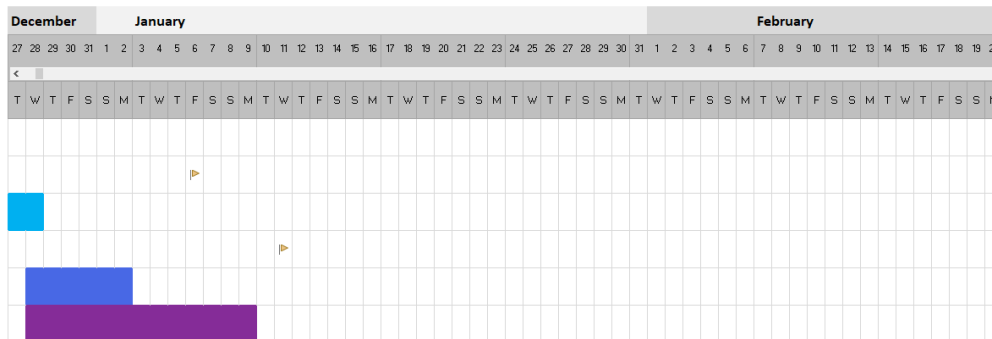 December January February
27 28 29 30 31 1 2 3 4 5 6 7 8 9 10 11 12 13 14 15 16 17 18 19 20 21 22 23 24 25 26 27 28 29 30 31 1 2 3 4 5 6 7 8 9 10 11 12 13 14 15 16 17 18 19
T W T F S S M T W T F S S M T W T F S S M T W T F S S M T W T F S S M T W T F S S M T W T F S S M T W T F S S